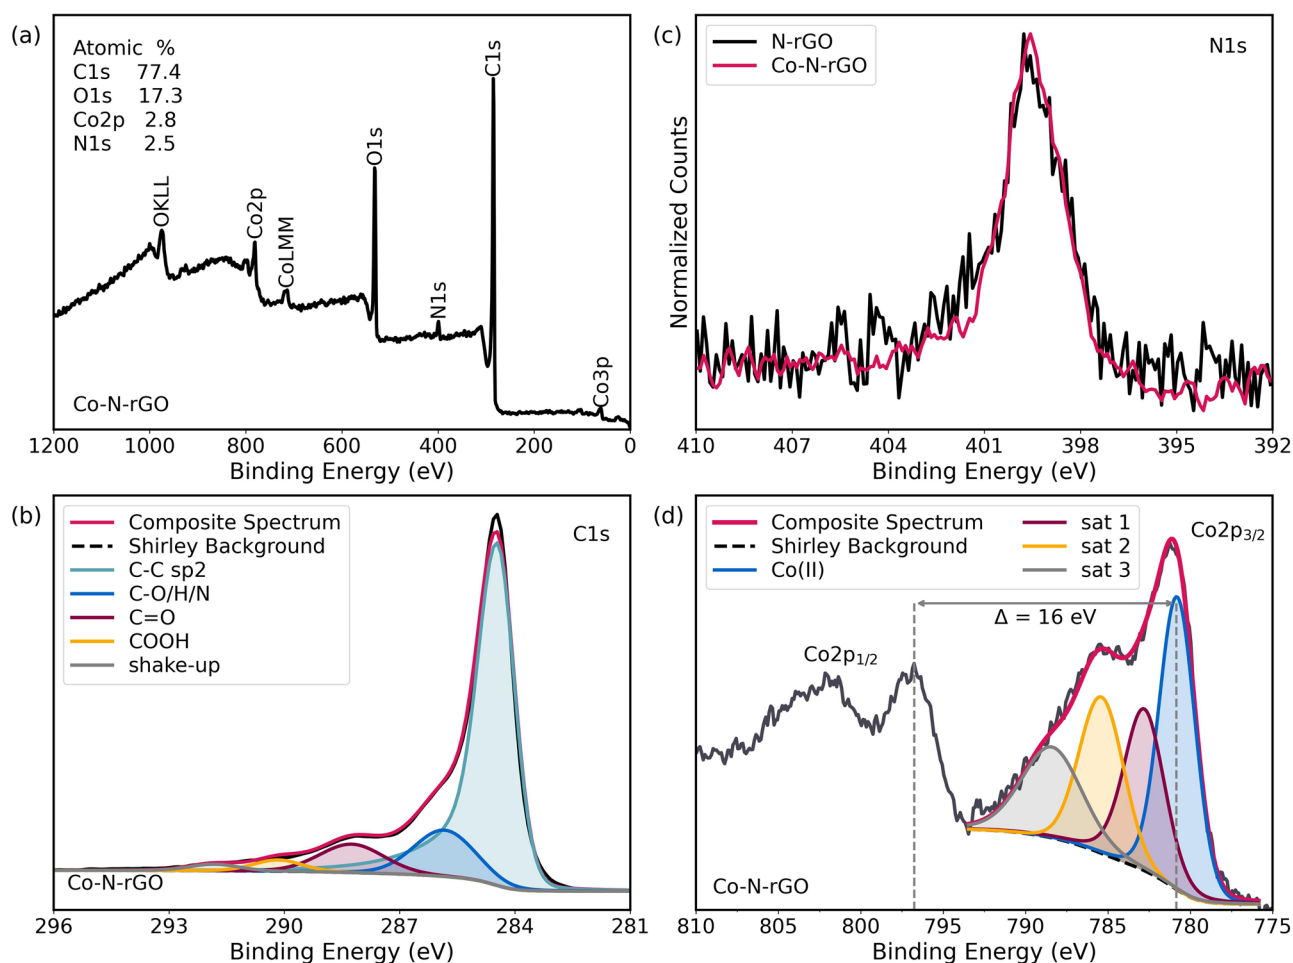 (a)
Atomic %
C1s 77.4
O1s 17.3
Co2p 2.8
N1s 2.5
OKLL
Co2p
CoLMM
O1s
N1s
C1s
Co3p
Co-N-rGO
1200 1000 800 600 400 200 0
Binding Energy (eV)
(c)
N-rGO
Co-N-rGO
N1s
Normalized Counts
410 407 404 401 398 395 392
Binding Energy (eV)
(b)
Composite Spectrum
Shirley Background
C-C sp2
C-O/H/N
C=O
COOH
shake-up
C1s
Co-N-rGO
296 293 290 287 284 281
Binding Energy (eV)
(d)
Composite Spectrum
Shirley Background
Co(II)
sat 1
sat 2
sat 3
Co2p3/2
Δ = 16 eV
Co2p1/2
Co-N-rGO
810 805 800 795 790 785 780 775
Binding Energy (eV)